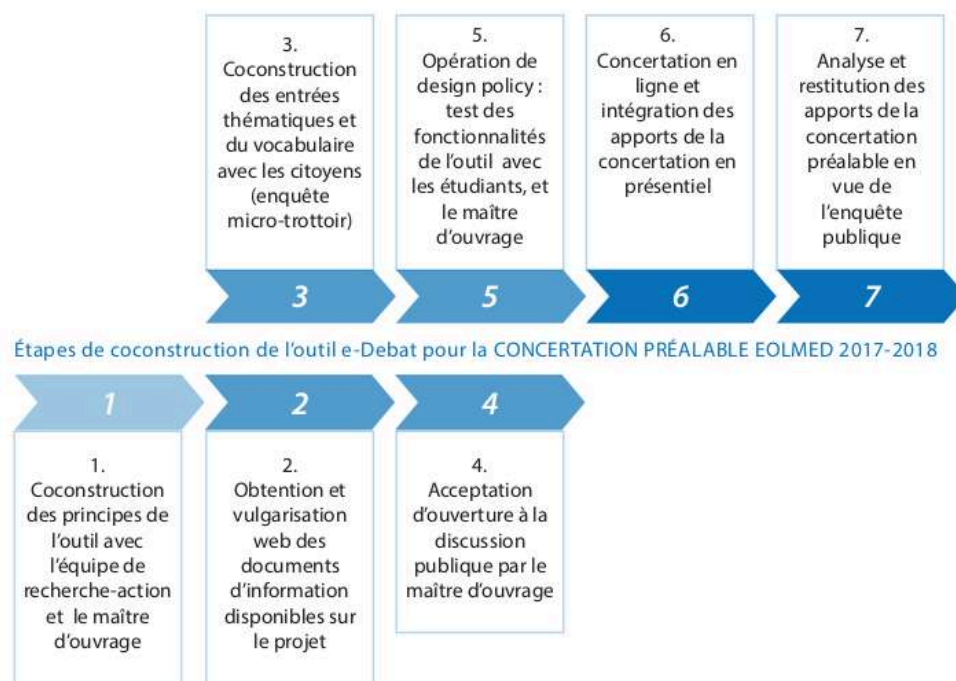 3.
Coconstruction
des entrées
thématiques et
du vocabulaire
avec les citoyens
(enquête
micro-trottoir)
5.
Opération de
design policy :
test des
fonctionnalités
de l’outil avec
les étudiants, et
le maître
d’ouvrage
6.
Concertation en
ligne et
intégration des
apports de la
concertation en
présentiel
7.
Analyse et
restitution des
apports de la
concertation
préalable en
vue de
l’enquête
publique
3
5
6
7
Étapes de coconstruction de l’outil e-Debat pour la CONCERTATION PRÉALABLE EOLMED 2017-2018
1
2
4
1.
Coconstruction
des principes de
l’outil avec
l’équipe de
recherche-action
et le maître
d’ouvrage
2.
Obtention et
vulgarisation
web des
documents
d’information
disponibles sur
le projet
4.
Acceptation
d’ouverture à la
discussion
publique par le
maître d’ouvrage